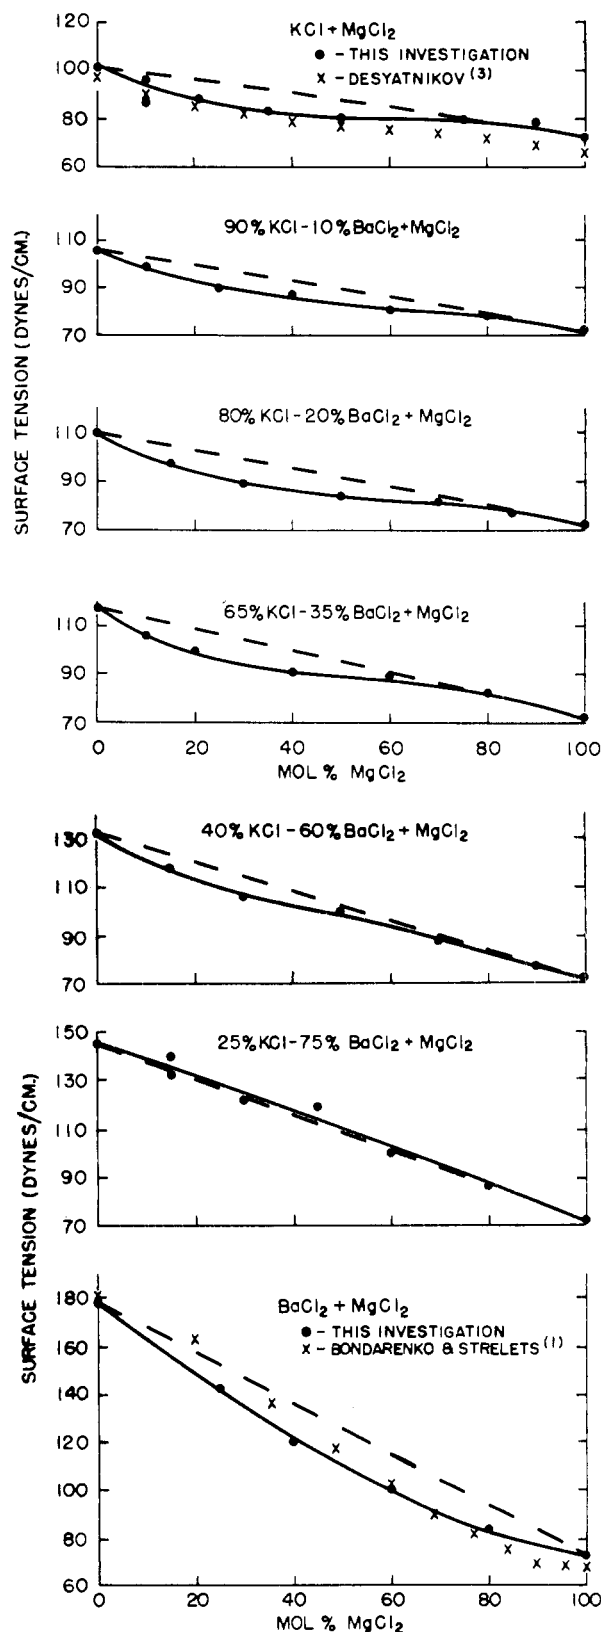 KCl + MgCl2
● - THIS INVESTIGATION
x - DESYATNIKOV (3)
100
80
60
90% KCl - 10% BaCl2 + MgCl2
110
90
70
80% KCl - 20% BaCl2 + MgCl2
110
90
70
65% KCl - 35% BaCl2 + MgCl2
110
90
70
0 20 40 60 80 100
MOL % MgCl2
SURFACE TENSION (DYNES/CM.)
40% KCl - 60% BaCl2 + MgCl2
130
110
90
70
25% KCl - 75% BaCl2 + MgCl2
150
130
110
90
70
BaCl2 + MgCl2
● - THIS INVESTIGATION
x - BONDARENKO & STRELETS (1)
180
160
140
120
100
80
60
0 20 40 60 80 100
MOL % MgCl2
SURFACE TENSION (DYNES/CM.)